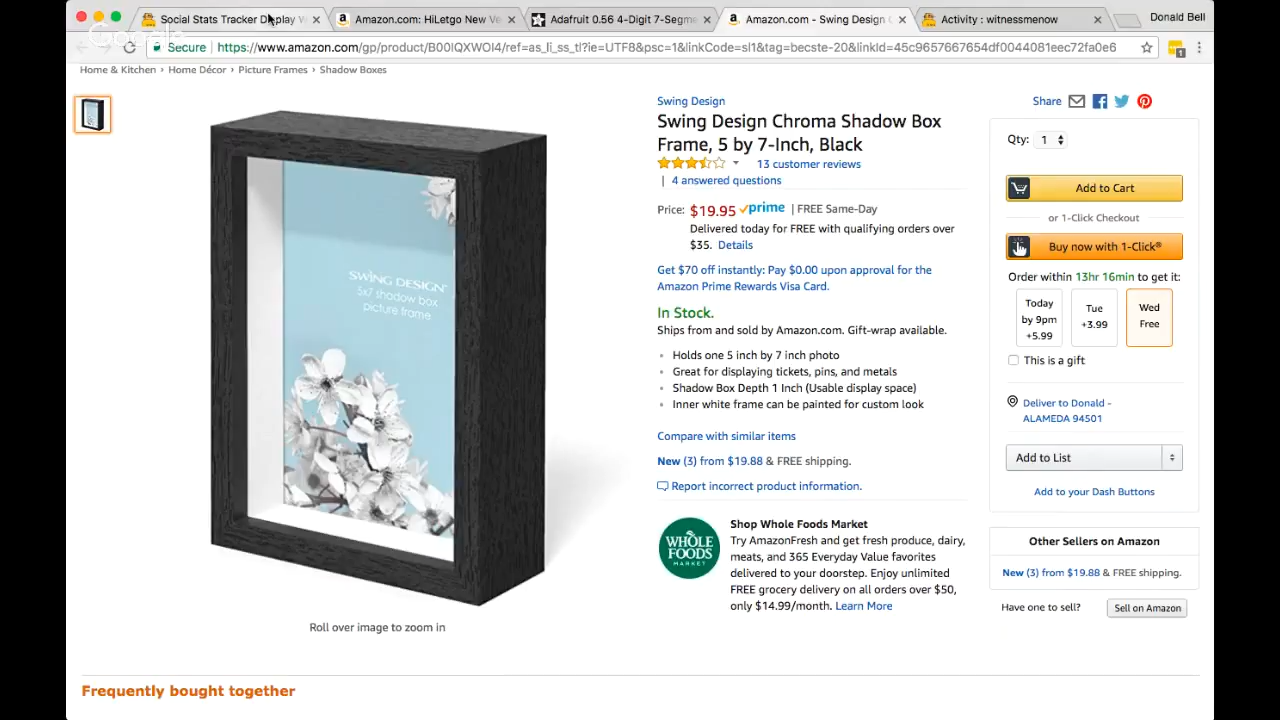 Social Stats Tracker Display W
Amazon.com: HiLetgo New Ve
Adafruit 0.56 4-Digit 7-Segme
Amazon.com - Swing Design C
Activity : witnessmenow
Donald Bell
Google
Secure
https://www.amazon.com/gp/product/B00IQXWOI4/ref=as_li_ss_tl?ie=UTF8&psc=1&linkCode=sl1&tag=becste-20&linkId=45c9657667654df0044081eec72fa0e6
1
Home & Kitchen › Home Décor › Picture Frames › Shadow Boxes
SWING DESIGN
5x7 shadow box
picture frame
Roll over image to zoom in
Swing Design
Swing Design Chroma Shadow Box
Frame, 5 by 7-Inch, Black
13 customer reviews
| 4 answered questions
Price: $19.95 prime | FREE Same-Day
Delivered today for FREE with qualifying orders over
$35. Details
Get $70 off instantly: Pay $0.00 upon approval for the
Amazon Prime Rewards Visa Card.
In Stock.
Ships from and sold by Amazon.com. Gift-wrap available.
• Holds one 5 inch by 7 inch photo
• Great for displaying tickets, pins, and metals
• Shadow Box Depth 1 Inch (Usable display space)
• Inner white frame can be painted for custom look
Compare with similar items
New (3) from $19.88 & FREE shipping.
Report incorrect product information.
WHOLE
FOODS
MARKET
Shop Whole Foods Market
Try AmazonFresh and get fresh produce, dairy,
meats, and 365 Everyday Value favorites
delivered to your doorstep. Enjoy unlimited
FREE grocery delivery on all orders over $50,
only $14.99/month. Learn More
Share
Qty: 1
Add to Cart
or 1-Click Checkout
Buy now with 1-Click®
Order within 13hr 16min to get it:
Today
by 9pm
+5.99
Tue
+3.99
Wed
Free
This is a gift
Deliver to Donald -
ALAMEDA 94501
Add to List
Add to your Dash Buttons
Other Sellers on Amazon
New (3) from $19.88 & FREE shipping.
Have one to sell?
Sell on Amazon
Frequently bought together